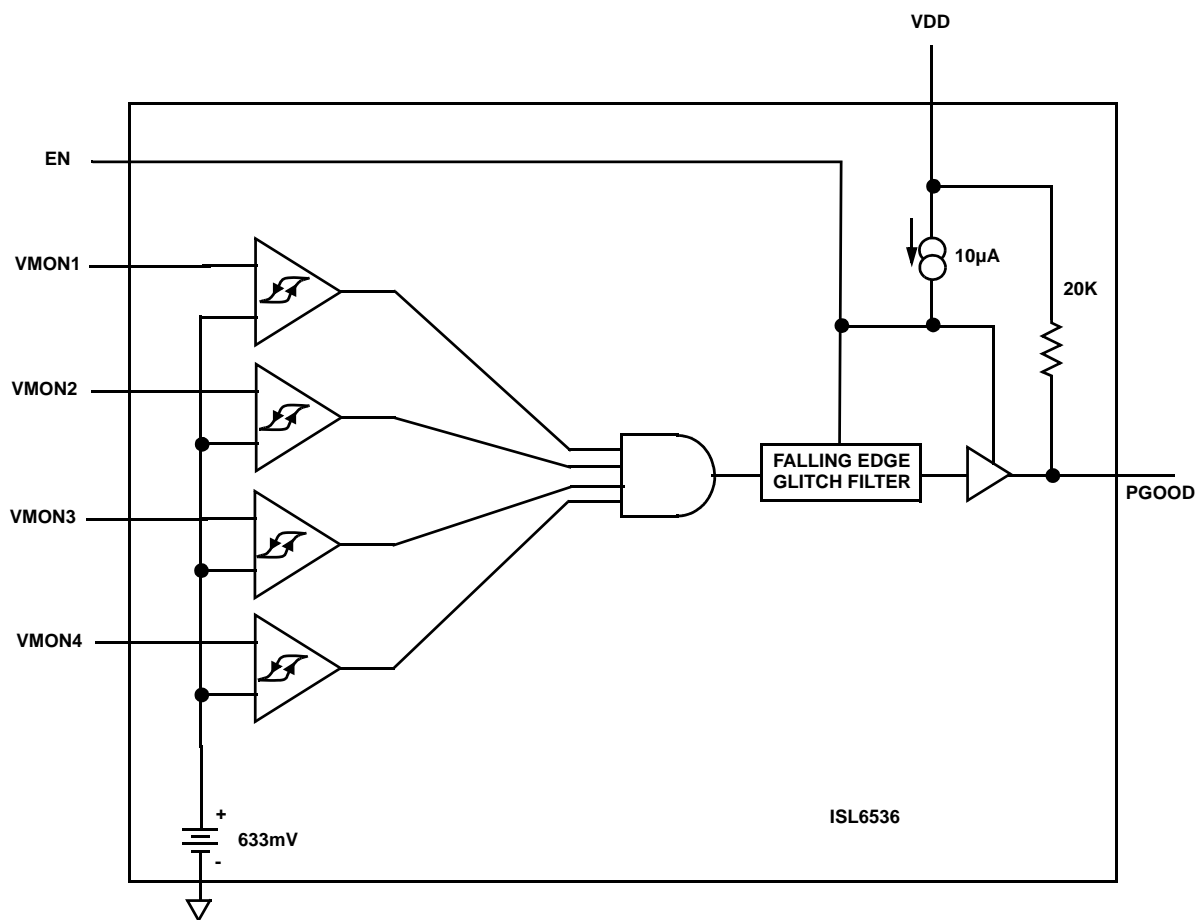 VDD
EN
VMON1
10µA
20K
VMON2
FALLING EDGE
GLITCH FILTER
PGOOD
VMON3
VMON4
+
633mV
-
ISL6536